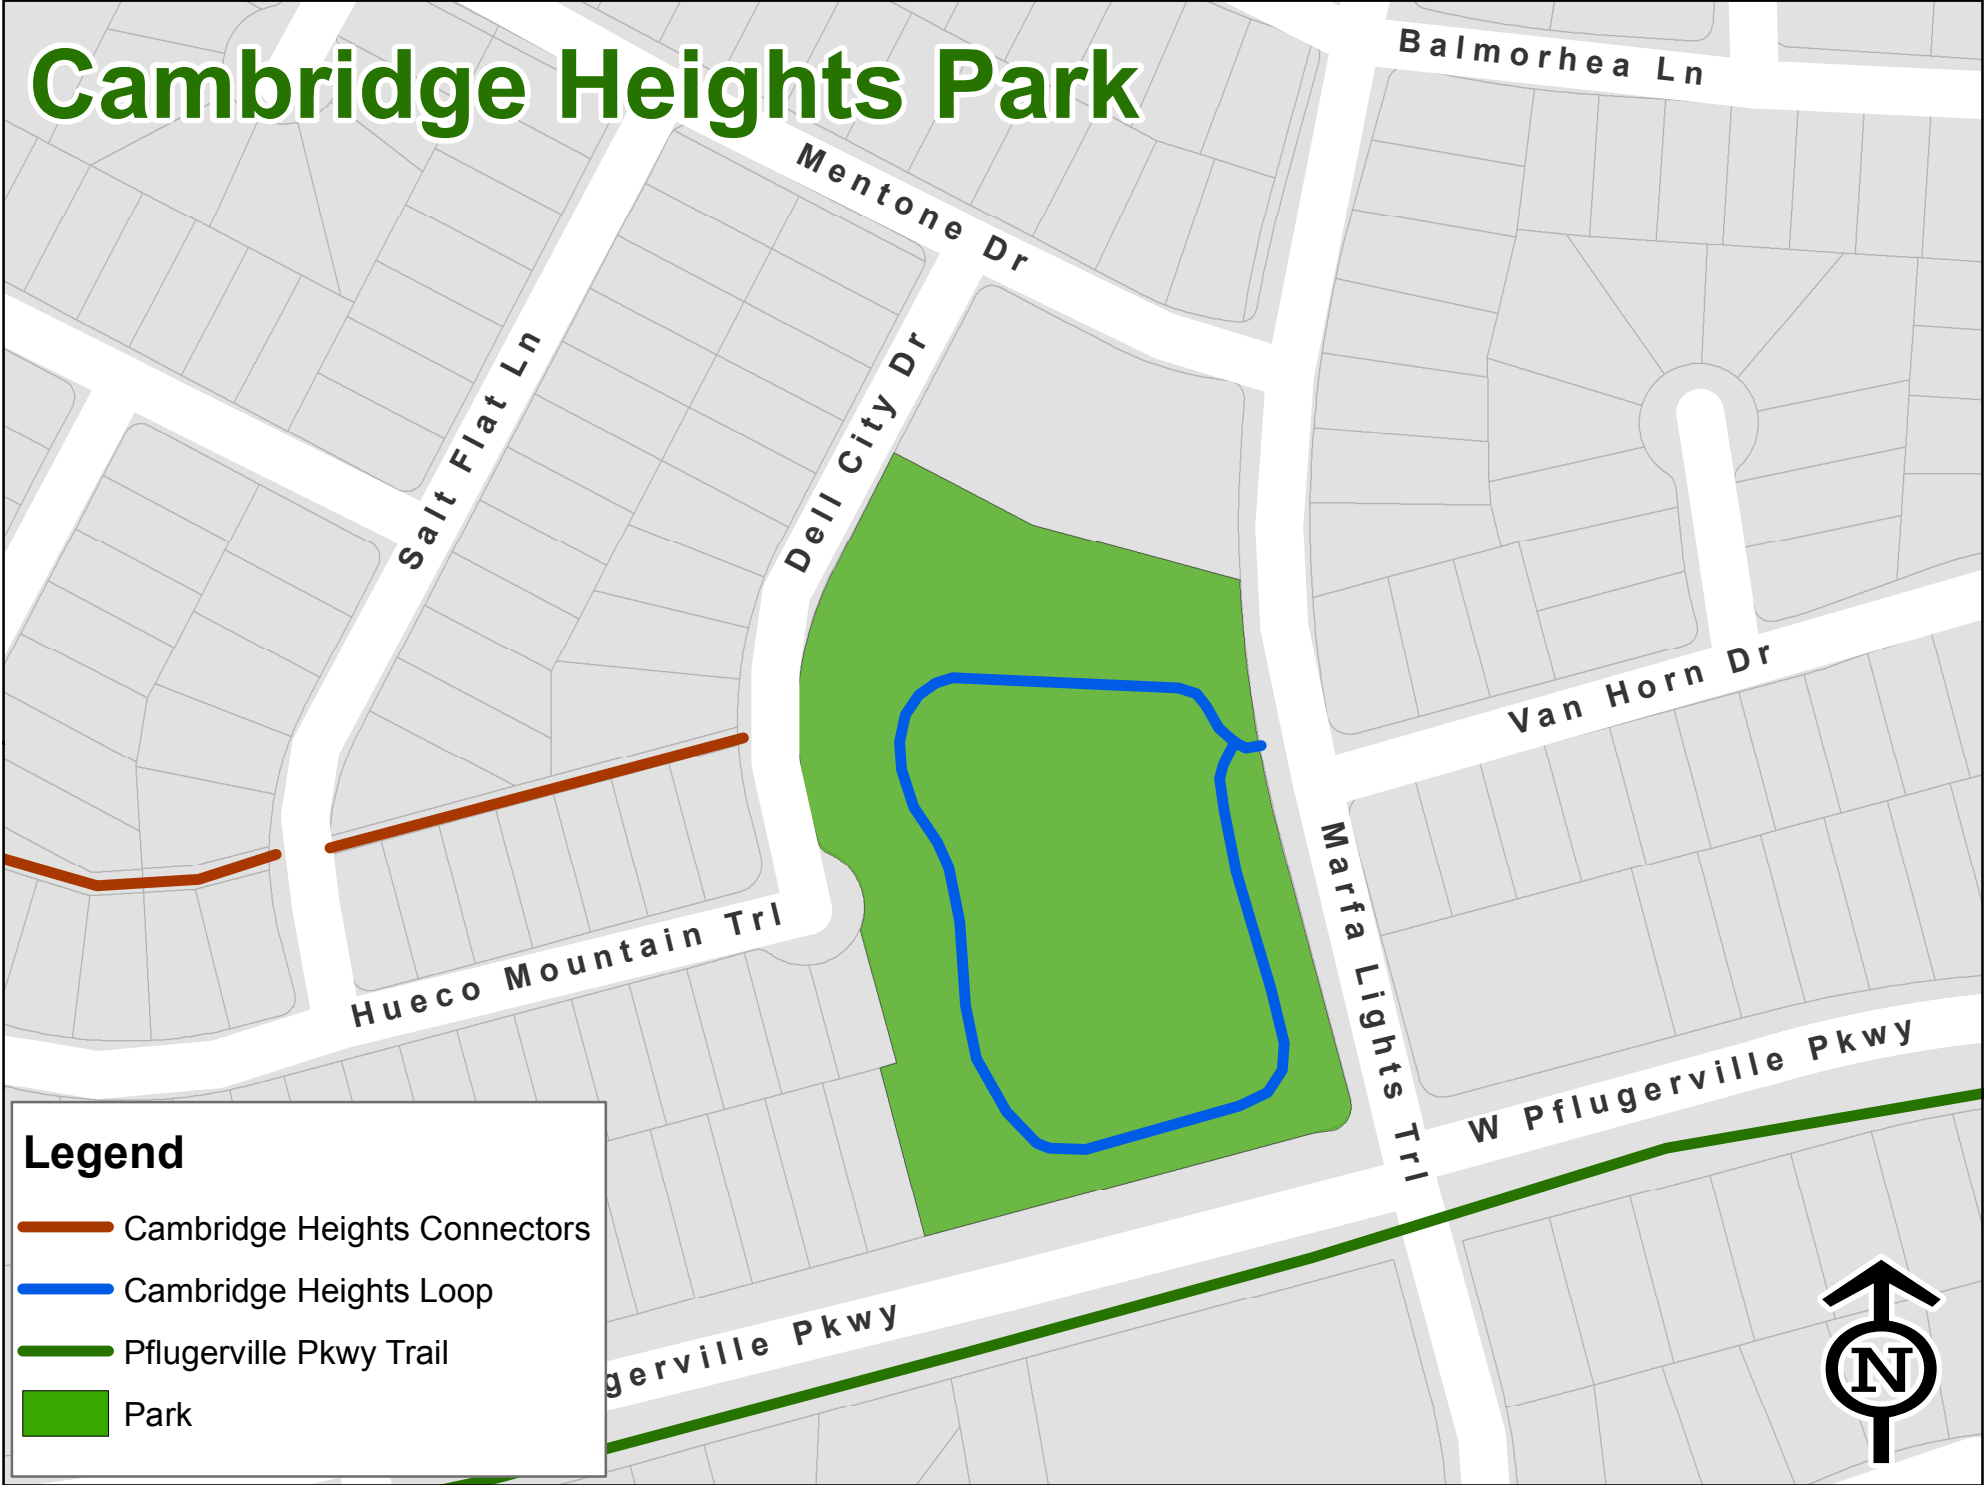 Cambridge Heights Park
Balmorhea Ln
Mentone Dr
Salt Flat Ln
Dell City Dr
Van Horn Dr
Marfa Lights Trl
Hueco Mountain Trl
W Pflugerville Pkwy
gerville Pkwy
Legend
Cambridge Heights Connectors
Cambridge Heights Loop
Pflugerville Pkwy Trail
Park
N